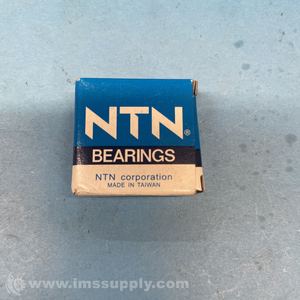 NTN®
BEARINGS
NTN corporation
MADE IN TAIWAN
© www.imssupply.com